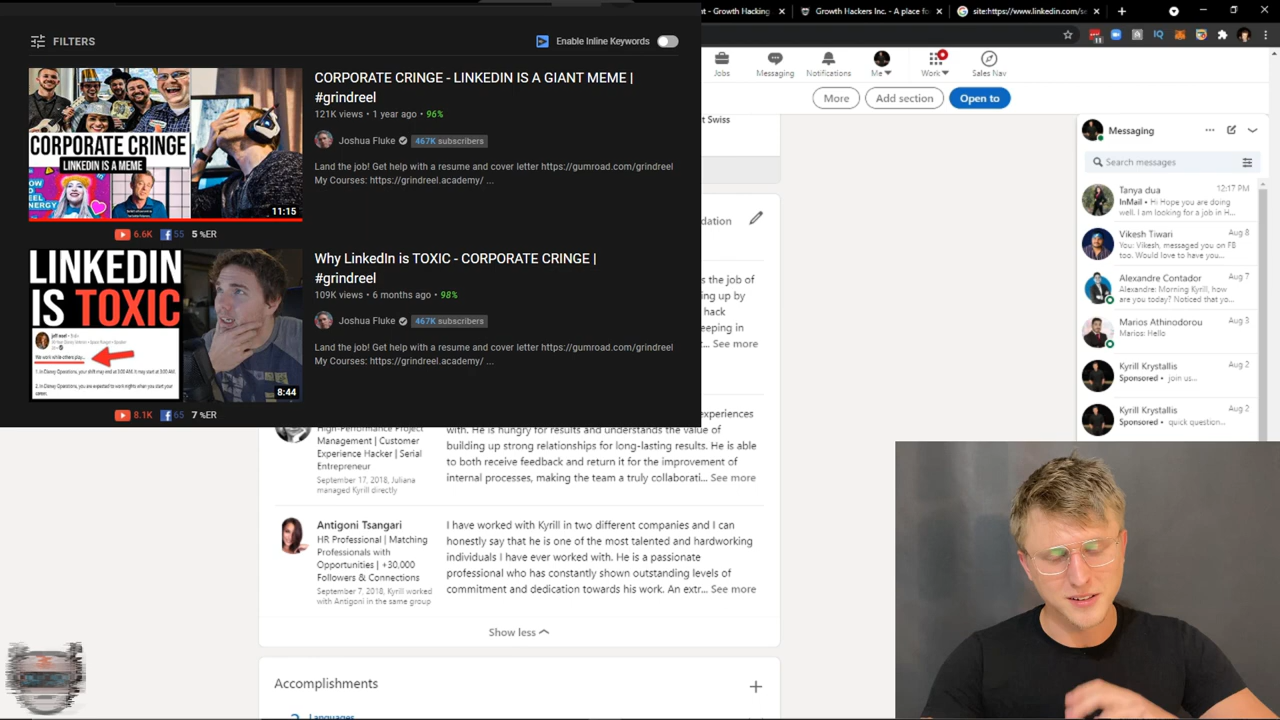 t - Growth Hacking
Growth Hackers Inc. - A place fo
site:https://www.linkedin.com/se
FILTERS
Enable Inline Keywords
CORPORATE CRINGE
LINKEDIN IS A MEME
11:15
6.6K 55 5 %ER
CORPORATE CRINGE - LINKEDIN IS A GIANT MEME |
#grindreel
121K views • 1 year ago • 96%
Joshua Fluke 467K subscribers
Land the job! Get help with a resume and cover letter https://gumroad.com/grindreel
My Courses: https://grindreel.academy/ ...
LINKEDIN
IS TOXIC
We work while others play...
8:44
8.1K 65 7 %ER
Why LinkedIn is TOXIC - CORPORATE CRINGE |
#grindreel
109K views • 6 months ago • 98%
Joshua Fluke 467K subscribers
Land the job! Get help with a resume and cover letter https://gumroad.com/grindreel
My Courses: https://grindreel.academy/ ...
11
Jobs
Messaging
Notifications
Me
Work
Sales Nav
More
Add section
Open to
t Swiss
dation
s the job of
ng up by
hack
eeping in
... See more
High-Performance Project
Management | Customer
Experience Hacker | Serial
Entrepreneur
September 17, 2018, Juliana
managed Kyrill directly
experiences
with. He is hungry for results and understands the value of
building up strong relationships for long-lasting results. He is able
to both receive feedback and return it for the improvement of
internal processes, making the team a truly collaborati... See more
Antigoni Tsangari
HR Professional | Matching
Professionals with
Opportunities | +30,000
Followers & Connections
September 7, 2018, Kyrill worked
with Antigoni in the same group
I have worked with Kyrill in two different companies and I can
honestly say that he is one of the most talented and hardworking
individuals I have ever worked with. He is a passionate
professional who has constantly shown outstanding levels of
commitment and dedication towards his work. An extr... See more
Show less
Accomplishments
Languages
Messaging
Search messages
Tanya dua 12:17 PM
InMail • Hi Hope you are doing
well. I am looking for a job in H...
Vikesh Tiwari Aug 8
You: Vikesh, messaged you on FB
too. Would love to have you...
Alexandre Contador Aug 7
Alexandre: Morning Kyrill, how
are you today? Noticed that yo...
Marios Athinodorou Aug 3
Marios: Hello
Kyrill Krystallis Aug 2
Sponsored • join us...
Kyrill Krystallis Aug 2
Sponsored • quick question...